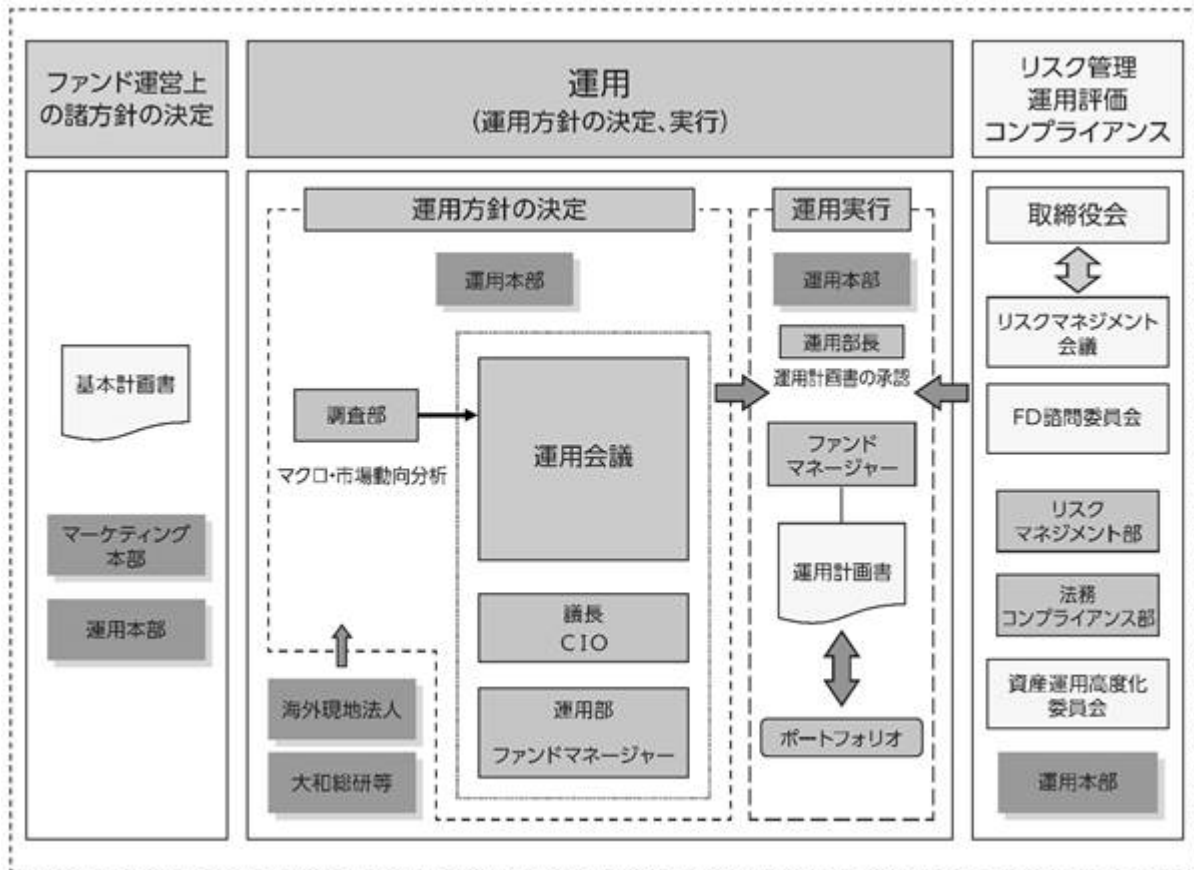 ファンド運営上
の諸方針の決定
基本計画書
マーケティング
本部
運用本部
運用
(運用方針の決定、実行)
運用方針の決定
運用本部
調査部
マクロ・市場動向分析
運用会議
議長
CIO
運用部
ファンドマネージャー
海外現地法人
大和総研等
運用実行
運用本部
運用部長
運用計画書の承認
ファンド
マネージャー
運用計画書
ポートフォリオ
リスク管理
運用評価
コンプライアンス
取締役会
リスクマネジメント
会議
FD諮問委員会
リスク
マネジメント部
法務
コンプライアンス部
資産運用高度化
委員会
運用本部